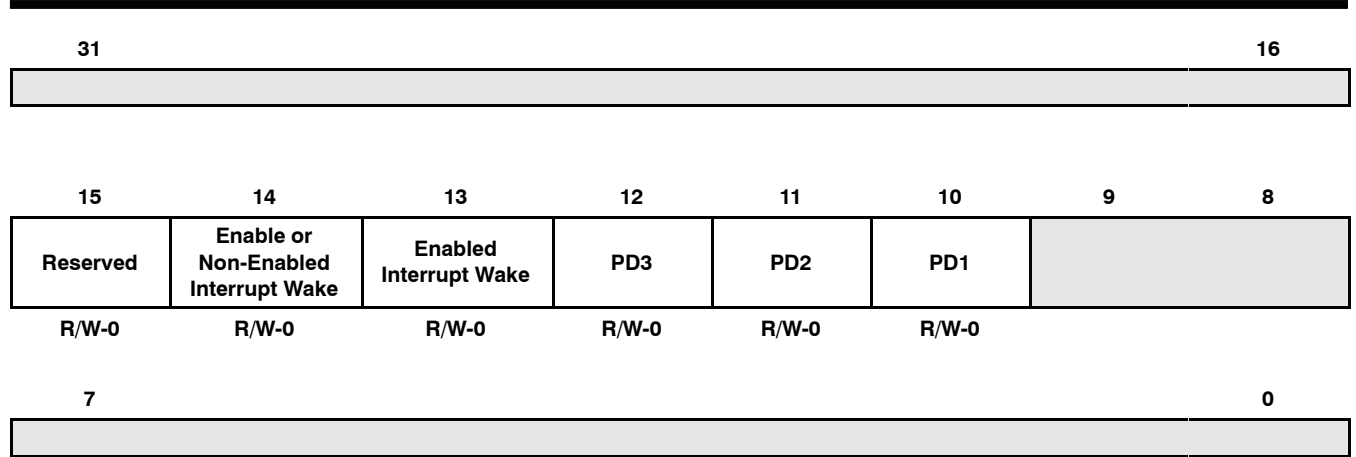 31 16
15 14 13 12 11 10 9 8
Reserved
Enable or
Non-Enabled
Interrupt Wake
Enabled
Interrupt Wake
PD3
PD2
PD1
R/W-0 R/W-0 R/W-0 R/W-0 R/W-0 R/W-0
7 0